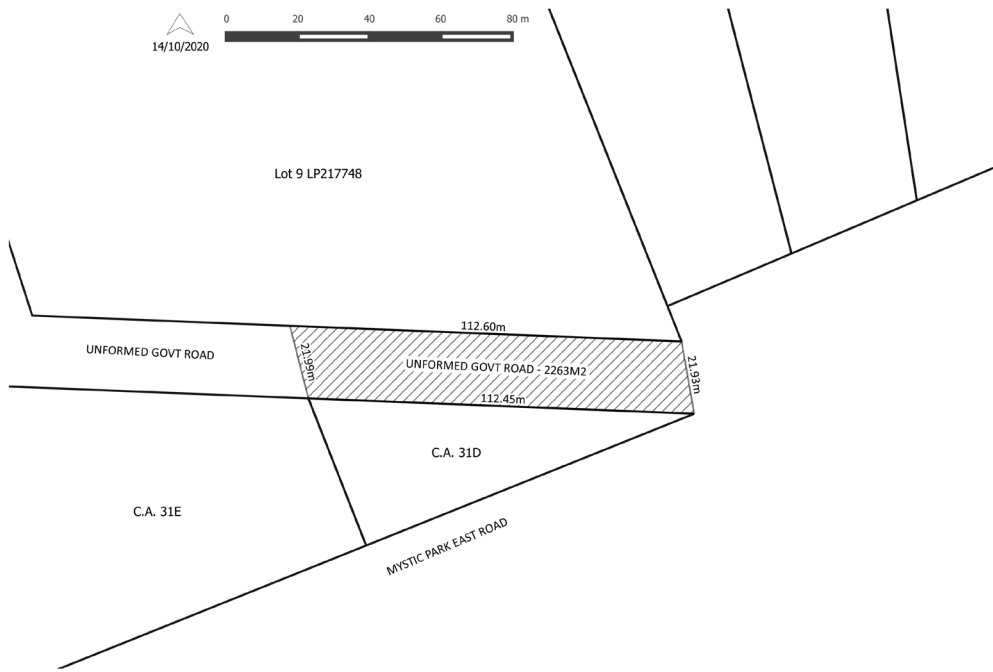 0 20 40 60 80 m
14/10/2020
Lot 9 LP217748
112.60m
UNFORMED GOVT ROAD
21.99m
UNFORMED GOVT ROAD - 2263M2
21.93m
112.45m
C.A. 31D
C.A. 31E
MYSTIC PARK EAST ROAD